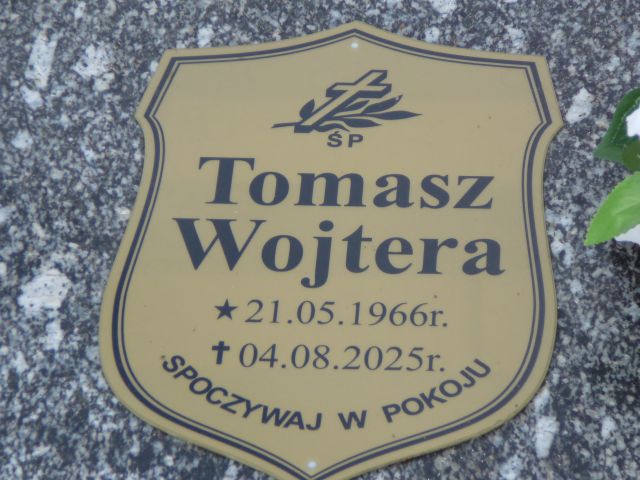 ŚP
Tomasz
Wojtera
★ 21.05.1966r.
✝ 04.08.2025r.
SPOCZYWAJ W POKOJU